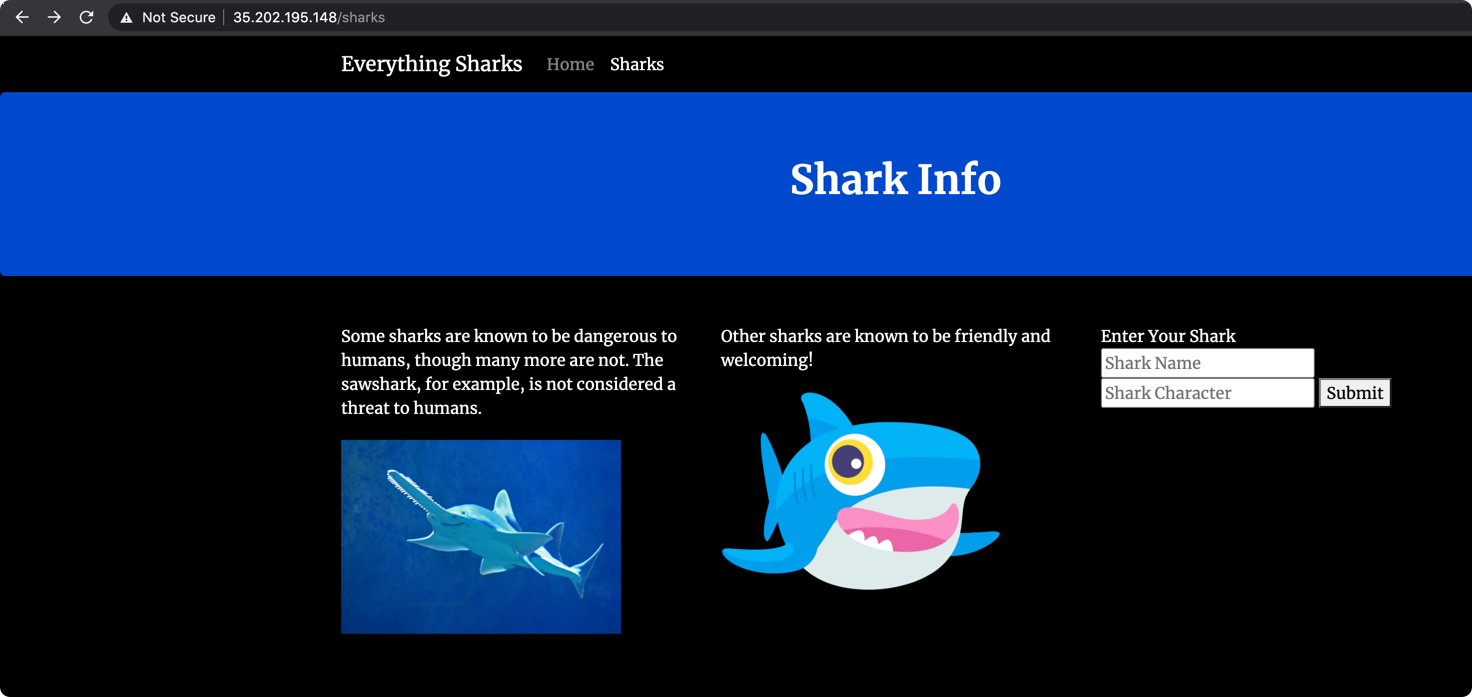 Not Secure | 35.202.195.148/sharks
Everything Sharks Home Sharks
Shark Info
Some sharks are known to be dangerous to
humans, though many more are not. The
sawshark, for example, is not considered a
threat to humans.
Other sharks are known to be friendly and
welcoming!
Enter Your Shark
Shark Name
Shark Character Submit